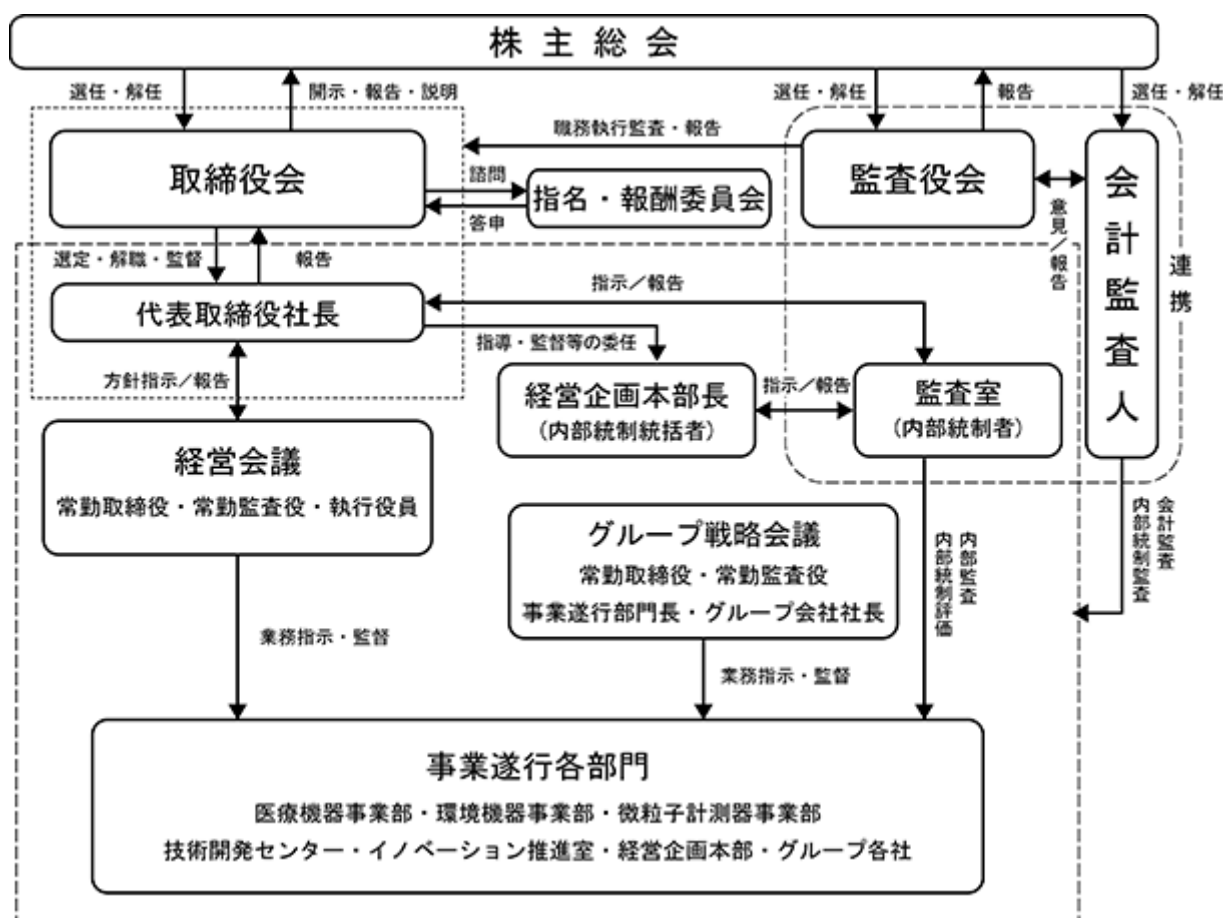 株主総会
選任・解任
開示・報告・説明
選任・解任
報告
選任・解任
取締役会
職務執行監査・報告
諮問
答申
指名・報酬委員会
監査役会
意見／報告
会計監査人
連携
選定・解職・監督
報告
代表取締役社長
指示／報告
指導・監督等の委任
方針指示／報告
経営企画本部長
（内部統制統括者）
指示／報告
監査室
（内部統制者）
経営会議
常勤取締役・常勤監査役・執行役員
グループ戦略会議
常勤取締役・常勤監査役
事業遂行部門長・グループ会社社長
内部監査
内部統制評価
会計監査
内部統制監査
業務指示・監督
業務指示・監督
事業遂行各部門
医療機器事業部・環境機器事業部・微粒子計測器事業部
技術開発センター・イノベーション推進室・経営企画本部・グループ各社